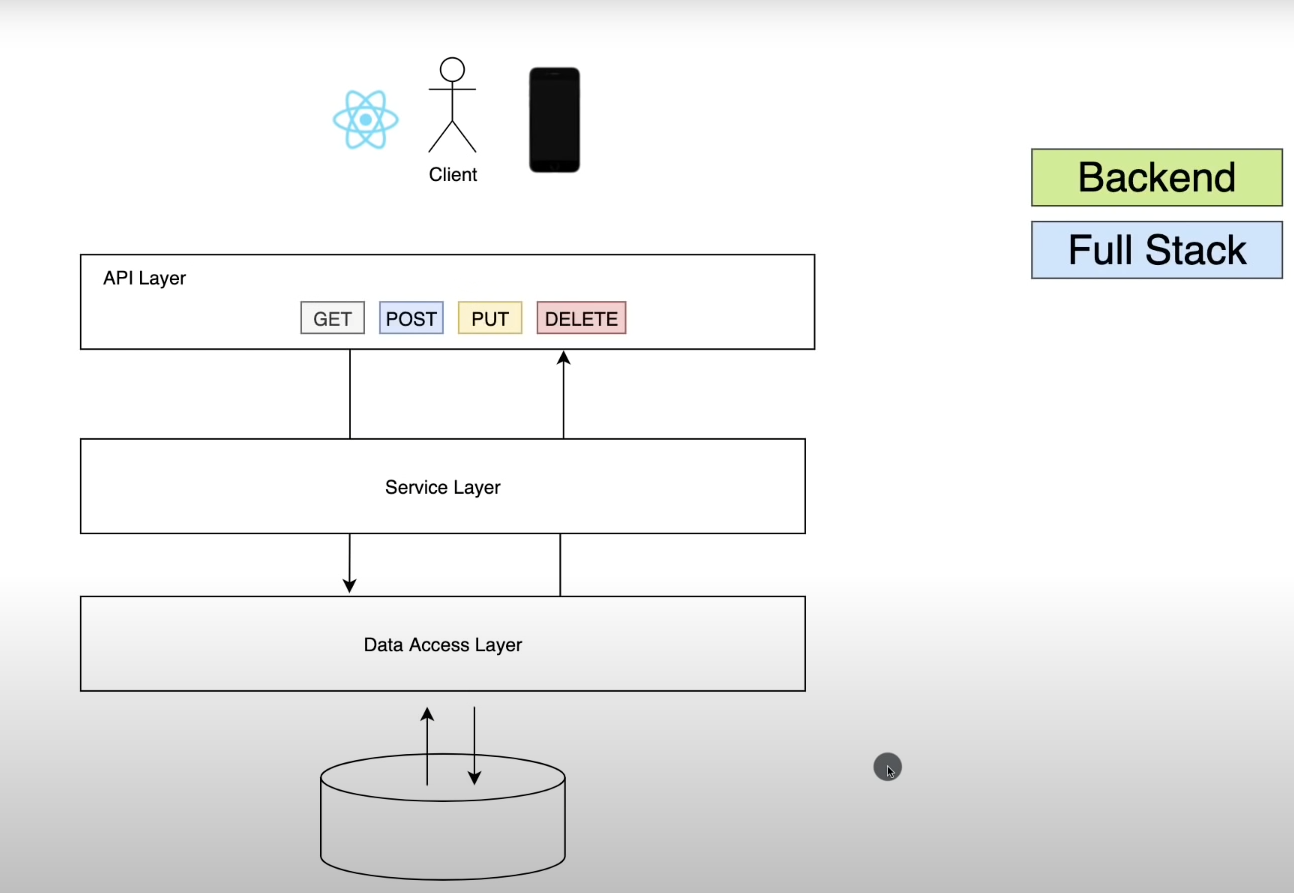 Client
Backend
Full Stack
API Layer
GET POST PUT DELETE
Service Layer
Data Access Layer